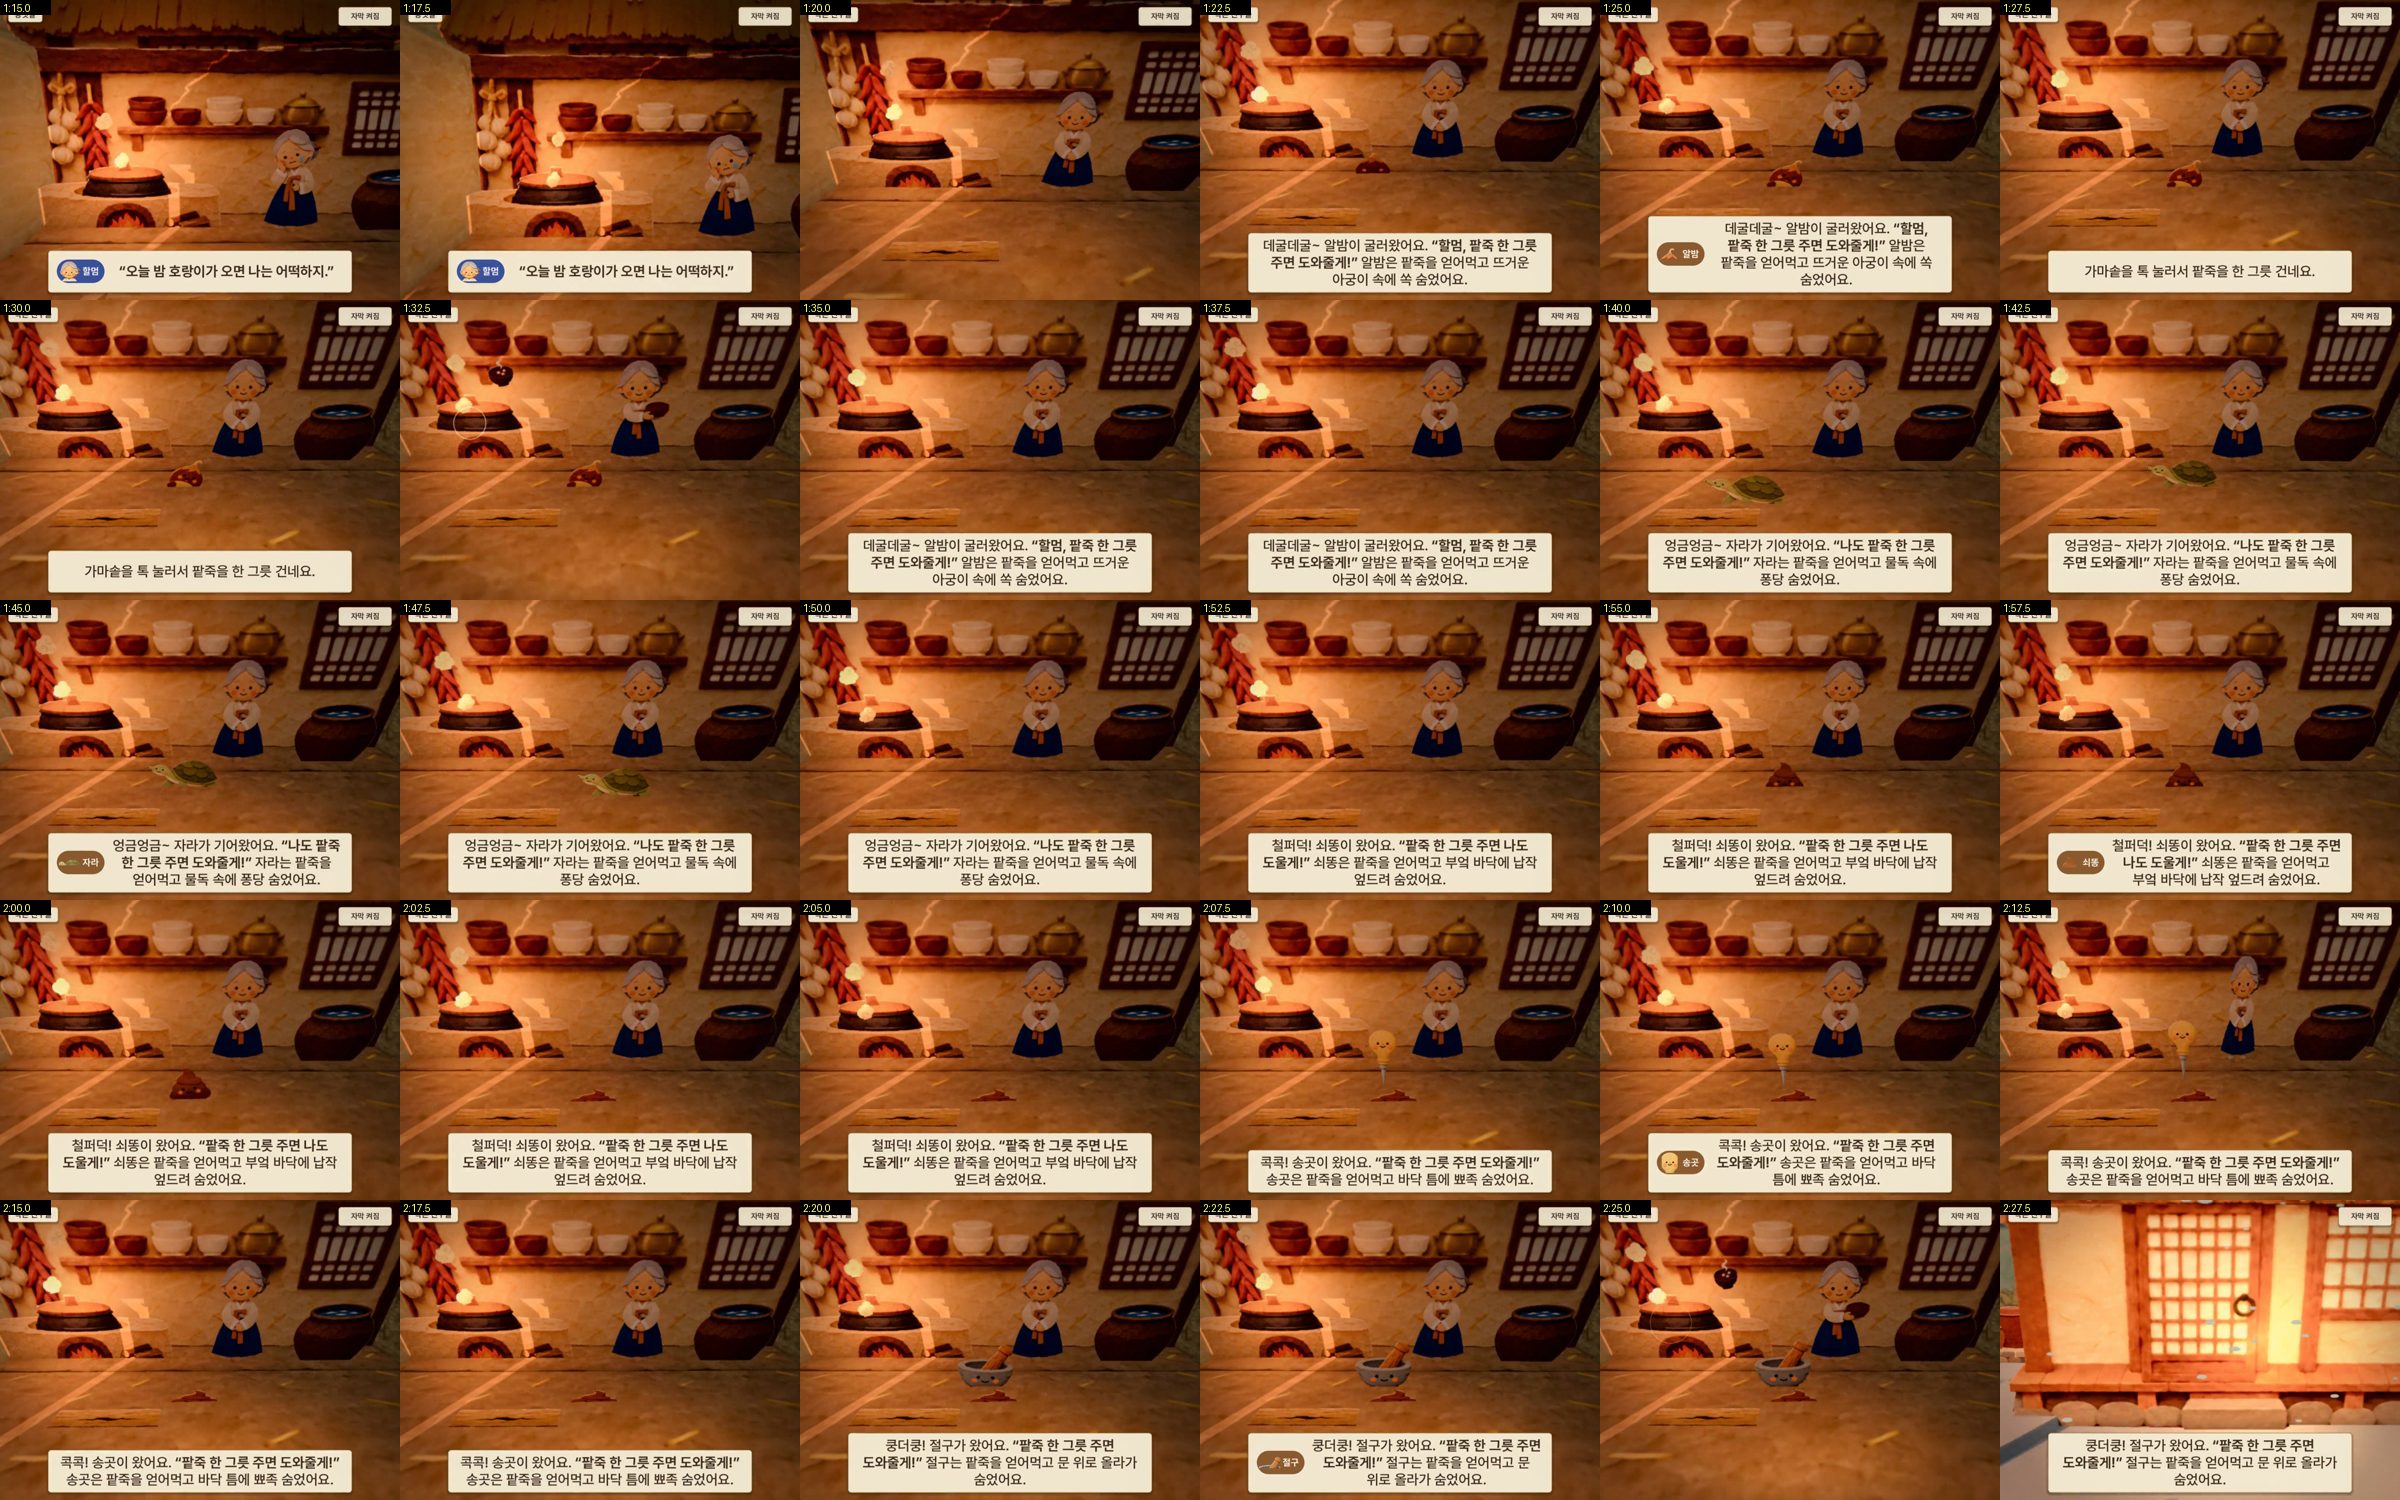 1:15.0
자막 켜짐
할멈
“오늘 밤 호랑이가 오면 나는 어떡하지.”
1:17.5
자막 켜짐
할멈
“오늘 밤 호랑이가 오면 나는 어떡하지.”
1:20.0
자막 켜짐
1:22.5
자막 켜짐
데굴데굴~ 알밤이 굴러왔어요. “할멈, 팥죽 한 그릇
주면 도와줄게!” 알밤은 팥죽을 얻어먹고 뜨거운
아궁이 속에 쏙 숨었어요.
1:25.0
자막 켜짐
알밤
데굴데굴~ 알밤이 굴러왔어요. “할멈,
팥죽 한 그릇 주면 도와줄게!” 알밤은
팥죽을 얻어먹고 뜨거운 아궁이 속에 쏙
숨었어요.
1:27.5
자막 켜짐
가마솥을 톡 눌러서 팥죽을 한 그릇 건네요.
1:30.0
자막 켜짐
가마솥을 톡 눌러서 팥죽을 한 그릇 건네요.
1:32.5
자막 켜짐
1:35.0
자막 켜짐
데굴데굴~ 알밤이 굴러왔어요. “할멈, 팥죽 한 그릇
주면 도와줄게!” 알밤은 팥죽을 얻어먹고 뜨거운
아궁이 속에 쏙 숨었어요.
1:37.5
자막 켜짐
데굴데굴~ 알밤이 굴러왔어요. “할멈, 팥죽 한 그릇
주면 도와줄게!” 알밤은 팥죽을 얻어먹고 뜨거운
아궁이 속에 쏙 숨었어요.
1:40.0
자막 켜짐
엉금엉금~ 자라가 기어왔어요. “나도 팥죽 한 그릇
주면 도와줄게!” 자라는 팥죽을 얻어먹고 물독 속에
퐁당 숨었어요.
1:42.5
자막 켜짐
엉금엉금~ 자라가 기어왔어요. “나도 팥죽 한 그릇
주면 도와줄게!” 자라는 팥죽을 얻어먹고 물독 속에
퐁당 숨었어요.
1:45.0
자막 켜짐
자라
엉금엉금~ 자라가 기어왔어요. “나도 팥죽
한 그릇 주면 도와줄게!” 자라는 팥죽을
얻어먹고 물독 속에 퐁당 숨었어요.
1:47.5
자막 켜짐
엉금엉금~ 자라가 기어왔어요. “나도 팥죽 한 그릇
주면 도와줄게!” 자라는 팥죽을 얻어먹고 물독 속에
퐁당 숨었어요.
1:50.0
자막 켜짐
엉금엉금~ 자라가 기어왔어요. “나도 팥죽 한 그릇
주면 도와줄게!” 자라는 팥죽을 얻어먹고 물독 속에
퐁당 숨었어요.
1:52.5
자막 켜짐
철퍼덕! 쇠똥이 왔어요. “팥죽 한 그릇 주면 나도
도울게!” 쇠똥은 팥죽을 얻어먹고 부엌 바닥에 납작
엎드려 숨었어요.
1:55.0
자막 켜짐
철퍼덕! 쇠똥이 왔어요. “팥죽 한 그릇 주면 나도
도울게!” 쇠똥은 팥죽을 얻어먹고 부엌 바닥에 납작
엎드려 숨었어요.
1:57.5
자막 켜짐
쇠똥
철퍼덕! 쇠똥이 왔어요. “팥죽 한 그릇 주면
나도 도울게!” 쇠똥은 팥죽을 얻어먹고
부엌 바닥에 납작 엎드려 숨었어요.
2:00.0
자막 켜짐
철퍼덕! 쇠똥이 왔어요. “팥죽 한 그릇 주면 나도
도울게!” 쇠똥은 팥죽을 얻어먹고 부엌 바닥에 납작
엎드려 숨었어요.
2:02.5
자막 켜짐
철퍼덕! 쇠똥이 왔어요. “팥죽 한 그릇 주면 나도
도울게!” 쇠똥은 팥죽을 얻어먹고 부엌 바닥에 납작
엎드려 숨었어요.
2:05.0
자막 켜짐
철퍼덕! 쇠똥이 왔어요. “팥죽 한 그릇 주면 나도
도울게!” 쇠똥은 팥죽을 얻어먹고 부엌 바닥에 납작
엎드려 숨었어요.
2:07.5
자막 켜짐
콕콕! 송곳이 왔어요. “팥죽 한 그릇 주면 도와줄게!”
송곳은 팥죽을 얻어먹고 바닥 틈에 뾰족 숨었어요.
2:10.0
자막 켜짐
송곳
콕콕! 송곳이 왔어요. “팥죽 한 그릇 주면
도와줄게!” 송곳은 팥죽을 얻어먹고 바닥
틈에 뾰족 숨었어요.
2:12.5
자막 켜짐
콕콕! 송곳이 왔어요. “팥죽 한 그릇 주면 도와줄게!”
송곳은 팥죽을 얻어먹고 바닥 틈에 뾰족 숨었어요.
2:15.0
자막 켜짐
콕콕! 송곳이 왔어요. “팥죽 한 그릇 주면 도와줄게!”
송곳은 팥죽을 얻어먹고 바닥 틈에 뾰족 숨었어요.
2:17.5
자막 켜짐
콕콕! 송곳이 왔어요. “팥죽 한 그릇 주면 도와줄게!”
송곳은 팥죽을 얻어먹고 바닥 틈에 뾰족 숨었어요.
2:20.0
자막 켜짐
쿵더쿵! 절구가 왔어요. “팥죽 한 그릇 주면
도와줄게!” 절구는 팥죽을 얻어먹고 문 위로 올라가
숨었어요.
2:22.5
자막 켜짐
절구
쿵더쿵! 절구가 왔어요. “팥죽 한 그릇 주면
도와줄게!” 절구는 팥죽을 얻어먹고 문
위로 올라가 숨었어요.
2:25.0
자막 켜짐
2:27.5
자막 켜짐
쿵더쿵! 절구가 왔어요. “팥죽 한 그릇 주면
도와줄게!” 절구는 팥죽을 얻어먹고 문 위로 올라가
숨었어요.